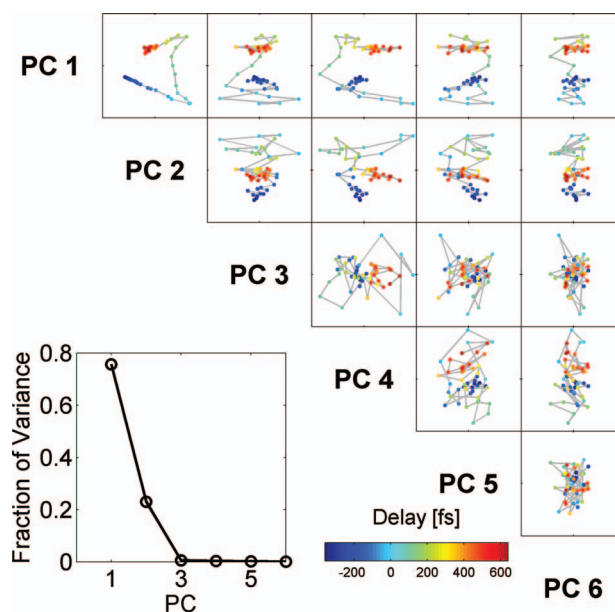 PC 1
PC 2
PC 3
PC 4
PC 5
PC 6
0.8
0.6
0.4
0.2
0
Fraction of Variance
1 3 5
PC
Delay [fs]
-200 0 200 400 600